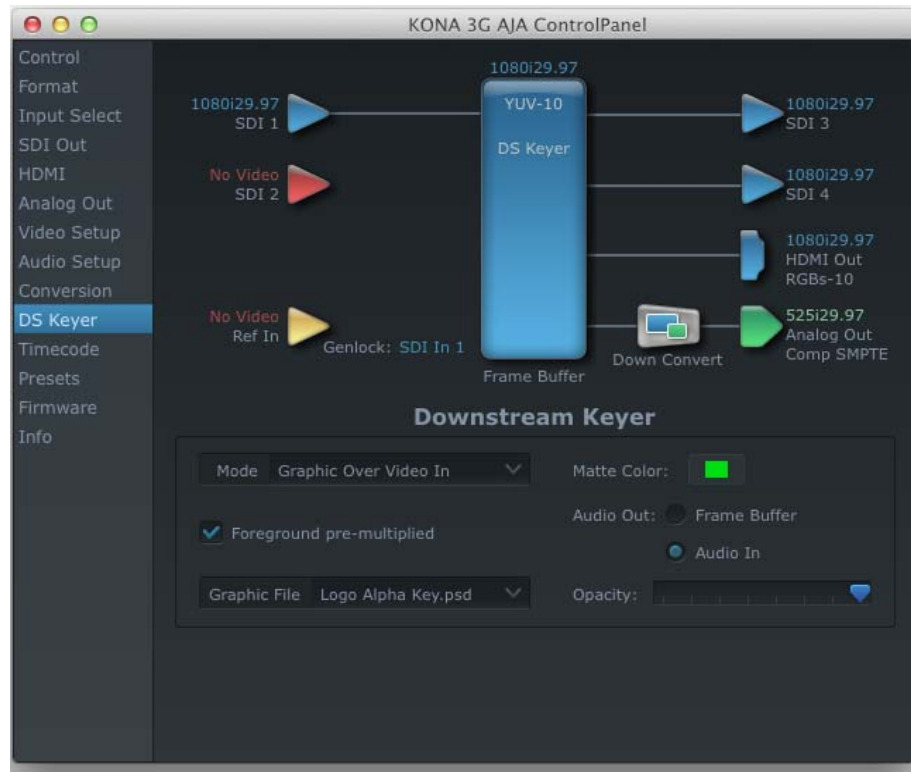 KONA 3G AJA ControlPanel
Control
Format
Input Select
SDI Out
HDMI
Analog Out
Video Setup
Audio Setup
Conversion
DS Keyer
Timecode
Presets
Firmware
Info
1080i29.97
YUV-10
DS Keyer
Frame Buffer
1080i29.97
SDI 1
No Video
SDI 2
No Video
Ref In
Genlock: SDI In 1
1080i29.97
SDI 3
1080i29.97
SDI 4
1080i29.97
HDMI Out
RGBs-10
Down Convert
525i29.97
Analog Out
Comp SMPTE
Downstream Keyer
Mode Graphic Over Video In
Matte Color:
Foreground pre-multiplied
Audio Out: Frame Buffer
Audio In
Graphic File Logo Alpha Key.psd
Opacity: